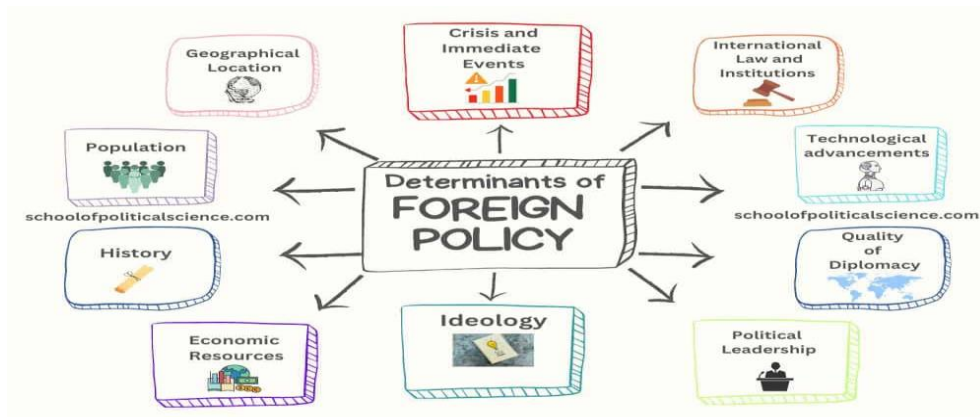 Geographical
Location
Crisis and
Immediate
Events
International
Law and
Institutions
Population
Determinants of
FOREIGN
POLICY
Technological
advancements
schoolofpoliticalscience.com
schoolofpoliticalscience.com
History
Quality
of
Diplomacy
Economic
Resources
Ideology
Political
Leadership